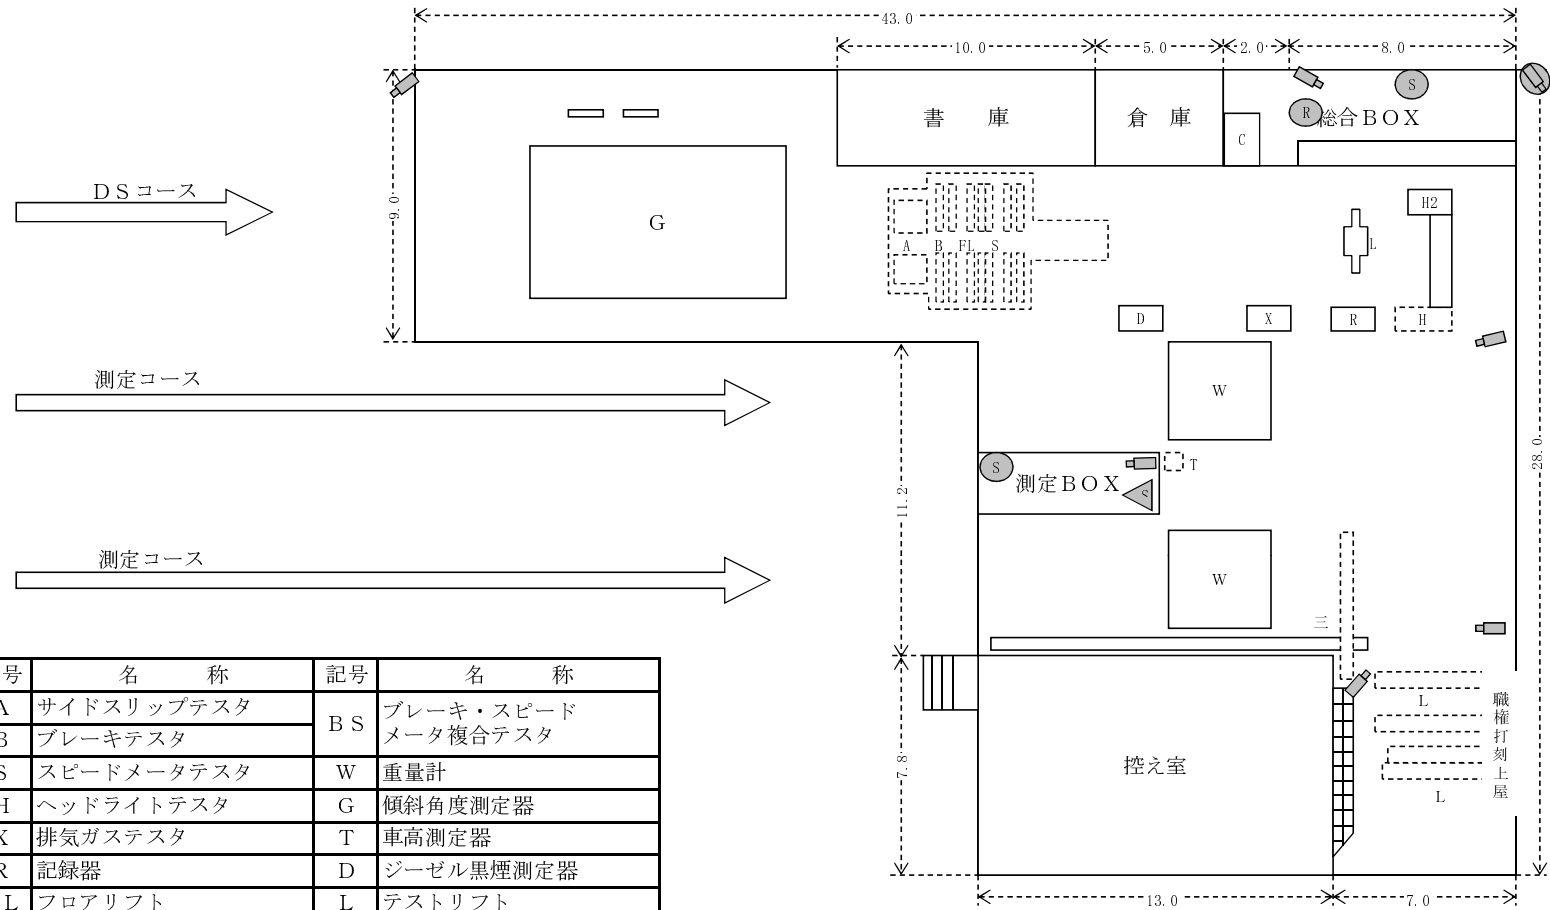 43.0
10.0
5.0
2.0
8.0
S
書　庫
倉　庫
R
総合ＢＯＸ
C
ＤＳコース
9.0
G
H2
A
B
FL
S
L
D
X
R
H
測定コース
W
28.0
S
測定ＢＯＸ
T
S
11.2
測定コース
W
三
号
名　称
記号
名　称
A
サイドスリップテスタ
ＢＳ
ブレーキ・スピード
メータ複合テスタ
B
ブレーキテスタ
S
スピードメータテスタ
W
重量計
H
ヘッドライトテスタ
G
傾斜角度測定器
X
排気ガステスタ
T
車高測定器
R
記録器
D
ジーゼル黒煙測定器
L
フロアリフト
L
テストリフト
控え室
7.8
L
L
職権打刻上屋
13.0
7.0